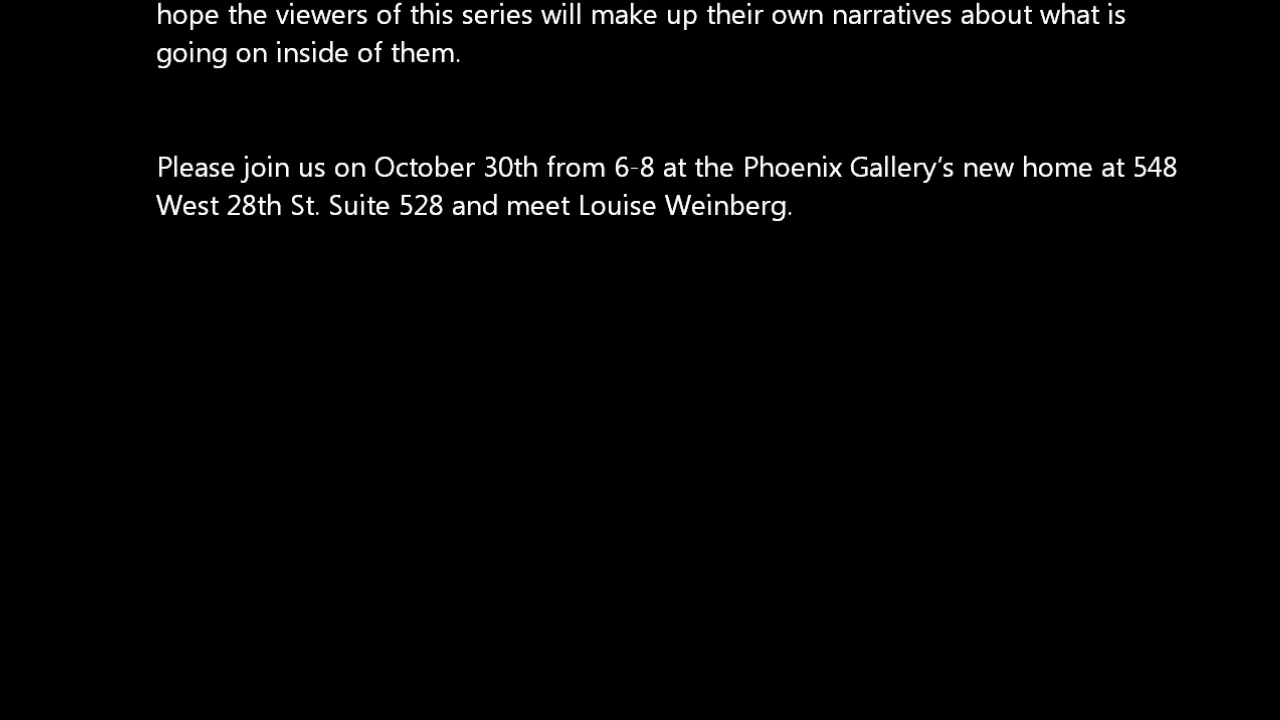 hope the viewers of this series will make up their own narratives about what is
going on inside of them.
Please join us on October 30th from 6-8 at the Phoenix Gallery’s new home at 548
West 28th St. Suite 528 and meet Louise Weinberg.